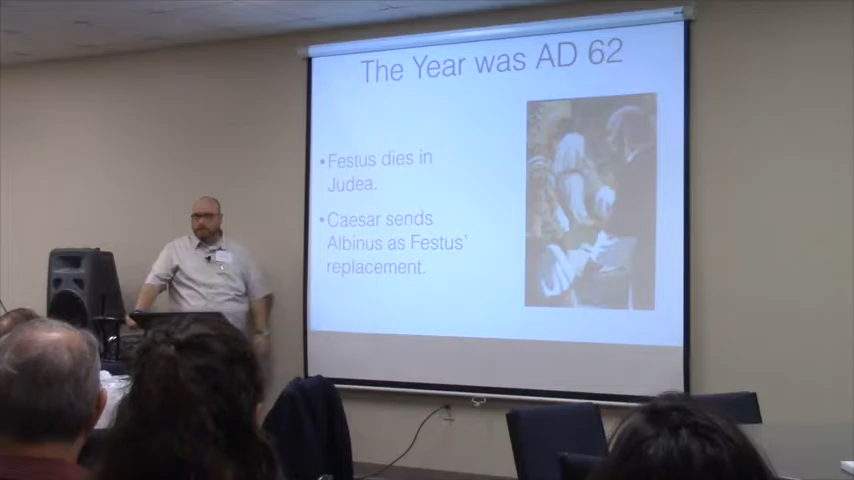 The Year was AD 62
• Festus dies in
Judea.
• Caesar sends
Albinus as Festus'
replacement.